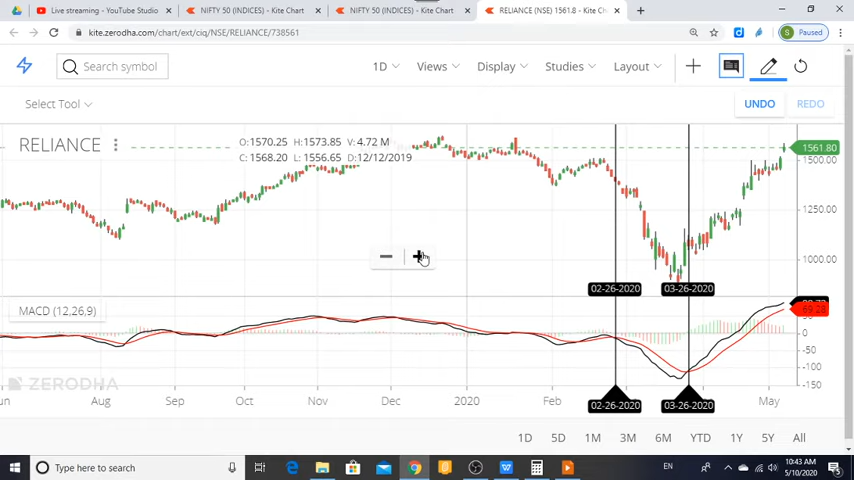 Live streaming - YouTube Studio
NIFTY 50 (INDICES) - Kite Chart
NIFTY 50 (INDICES) - Kite Chart
RELIANCE (NSE) 1561.8 - Kite Ch
kite.zerodha.com/chart/ext/ciq/NSE/RELIANCE/738561
S Paused
Search symbol
1D Views Display Studies Layout
Select Tool
UNDO REDO
RELIANCE
O:1570.25 H:1573.85 V:4.72 M
C:1568.20 L:1556.65 D:12/12/2019
1561.80
1500.00
1250.00
1000.00
02-26-2020 03-26-2020
MACD (12,26,9)
69.28
0
-50
-100
-150
ZERODHA
Aug Sep Oct Nov Dec 2020 Feb May
02-26-2020 03-26-2020
1D 5D 1M 3M 6M YTD 1Y 5Y All
Type here to search
EN
10:43 AM
5/10/2020